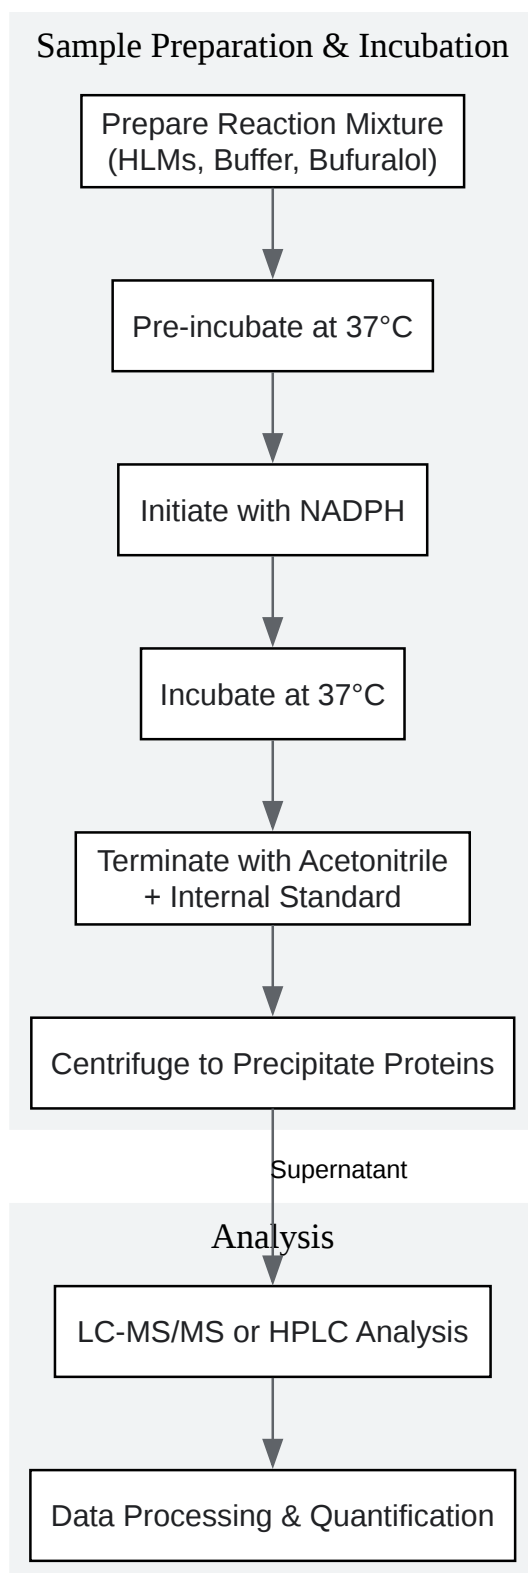 Sample Preparation & Incubation
Prepare Reaction Mixture
(HLMs, Buffer, Bufuralol)
Pre-incubate at 37°C
Initiate with NADPH
Incubate at 37°C
Terminate with Acetonitrile
+ Internal Standard
Centrifuge to Precipitate Proteins
Supernatant
Analysis
LC-MS/MS or HPLC Analysis
Data Processing & Quantification